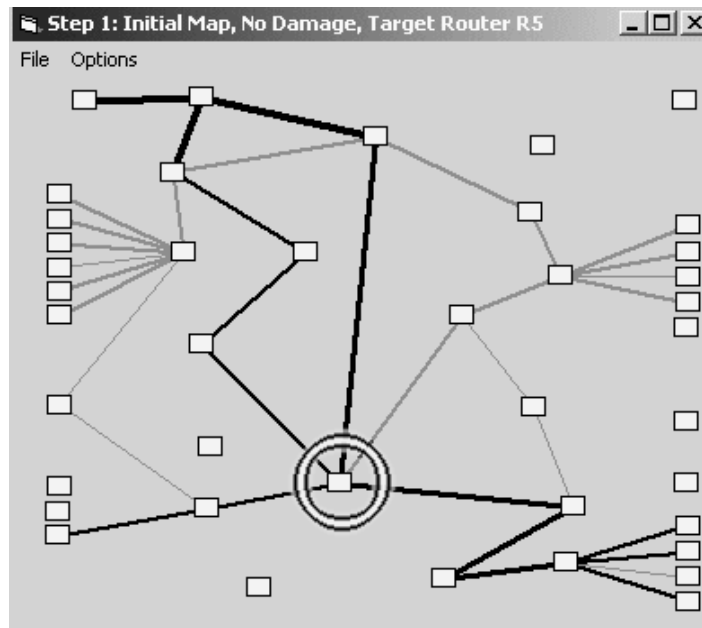 Step 1: Initial Map, No Damage, Target Router R5
File Options